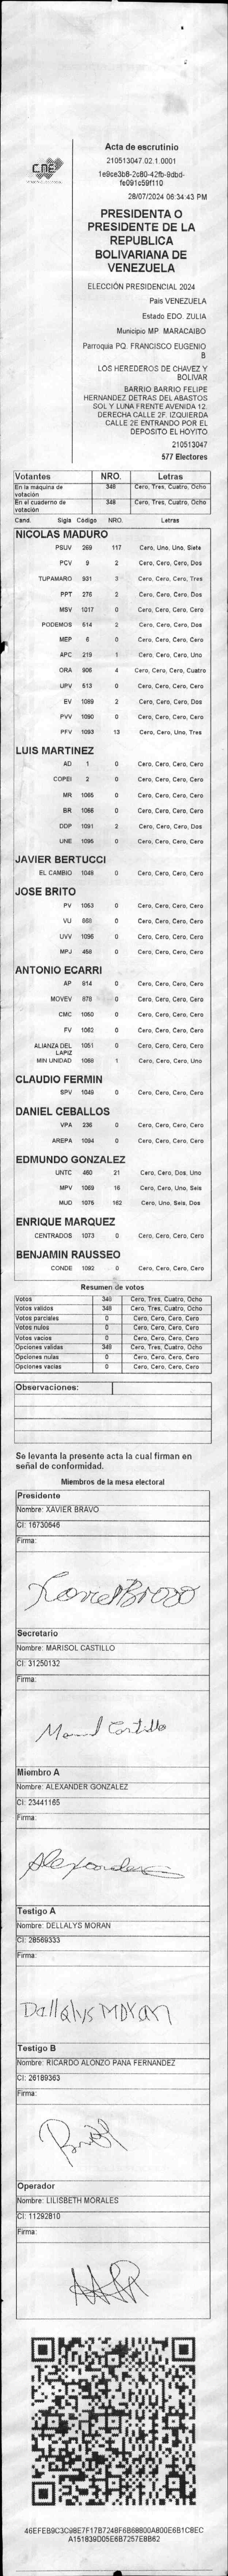 CNE
Acta de escrutinio
210513047.02.1.0001
28/07/2024 06:34:43 PM
PRESIDENTA O
PRESIDENTE DE LA
REPUBLICA
BOLIVARIANA DE
VENEZUELA
ELECCIÓN PRESIDENCIAL 2024
País VENEZUELA
Estado EDO. ZULIA
Municipio MP. MARACAIBO
Parroquia PQ. FRANCISCO EUGENIO
B
LOS HEREDEROS DE CHAVEZ Y
BOLIVAR
BARRIO BARRIO FELIPE
HERNANDEZ DETRAS DEL ABASTOS
SOL Y LUNA FRENTE AVENIDA 12.
DERECHA CALLE 2F. IZQUIERDA
CALLE 2E ENTRANDO POR EL
DEPOSITO EL HOYITO
210513047
577 Electores
Votantes NRO. Letras
En la máquina de votación 348 Cero, Tres, Cuatro, Ocho
En el cuaderno de votación 348 Cero, Tres, Cuatro, Ocho
Cand. Sigla Código NRO. Letras
NICOLAS MADURO
PSUV 269 117 Cero, Uno, Uno, Siete
PCV 9 2 Cero, Cero, Cero, Dos
TUPAMARO 931 3 Cero, Cero, Cero, Tres
PPT 276 2 Cero, Cero, Cero, Dos
MSV 1017 0 Cero, Cero, Cero, Cero
PODEMOS 514 2 Cero, Cero, Cero, Dos
MEP 6 0 Cero, Cero, Cero, Cero
APC 219 1 Cero, Cero, Cero, Uno
ORA 906 4 Cero, Cero, Cero, Cuatro
UPV 513 0 Cero, Cero, Cero, Cero
EV 1089 2 Cero, Cero, Cero, Dos
PVV 1090 0 Cero, Cero, Cero, Cero
PFV 1093 13 Cero, Cero, Uno, Tres
LUIS MARTINEZ
AD 1 0 Cero, Cero, Cero, Cero
COPEI 2 0 Cero, Cero, Cero, Cero
MR 1065 0 Cero, Cero, Cero, Cero
BR 1066 0 Cero, Cero, Cero, Cero
DDP 1091 2 Cero, Cero, Cero, Dos
UNE 1095 0 Cero, Cero, Cero, Cero
JAVIER BERTUCCI
EL CAMBIO 1048 0 Cero, Cero, Cero, Cero
JOSE BRITO
PV 1053 0 Cero, Cero, Cero, Cero
VU 668 0 Cero, Cero, Cero, Cero
UVV 1096 0 Cero, Cero, Cero, Cero
MPJ 458 0 Cero, Cero, Cero, Cero
ANTONIO ECARRI
AP 814 0 Cero, Cero, Cero, Cero
MOVEV 878 0 Cero, Cero, Cero, Cero
CMC 1060 0 Cero, Cero, Cero, Cero
FV 1062 0 Cero, Cero, Cero, Cero
ALIANZA DEL LAPIZ 1051 0 Cero, Cero, Cero, Cero
MIN UNIDAD 1068 1 Cero, Cero, Cero, Uno
CLAUDIO FERMIN
SPV 1049 0 Cero, Cero, Cero, Cero
DANIEL CEBALLOS
VPA 236 0 Cero, Cero, Cero, Cero
AREPA 1094 0 Cero, Cero, Cero, Cero
EDMUNDO GONZALEZ
UNTC 460 21 Cero, Cero, Dos, Uno
MPV 1069 16 Cero, Cero, Uno, Seis
MUD 1075 162 Cero, Uno, Seis, Dos
ENRIQUE MARQUEZ
CENTRADOS 1073 0 Cero, Cero, Cero, Cero
BENJAMIN RAUSSEO
CONDE 1092 0 Cero, Cero, Cero, Cero
Resumen de votos
Votos 348 Cero, Tres, Cuatro, Ocho
Votos validos 348 Cero, Tres, Cuatro, Ocho
Votos parciales 0 Cero, Cero, Cero, Cero
Votos nulos 0 Cero, Cero, Cero, Cero
Votos vacios 0 Cero, Cero, Cero, Cero
Opciones validas 348 Cero, Tres, Cuatro, Ocho
Opciones nulas 0 Cero, Cero, Cero, Cero
Opciones vacias 0 Cero, Cero, Cero, Cero
Observaciones:
Se levanta la presente acta la cual firman en
señal de conformidad.
Miembros de la mesa electoral
Presidente
Nombre: XAVIER BRAVO
CI: 16730646
Firma:
Secretario
Nombre: MARISOL CASTILLO
CI: 31250132
Firma:
Miembro A
Nombre: ALEXANDER GONZALEZ
CI: 23441165
Firma:
Testigo A
Nombre: DELLALYS MORAN
CI: 28569333
Firma:
Dallalys Moran
Testigo B
Nombre: RICARDO ALONZO PANA FERNANDEZ
CI: 26189363
Firma:
Operador
Nombre: LILISBETH MORALES
CI: 11292810
Firma: